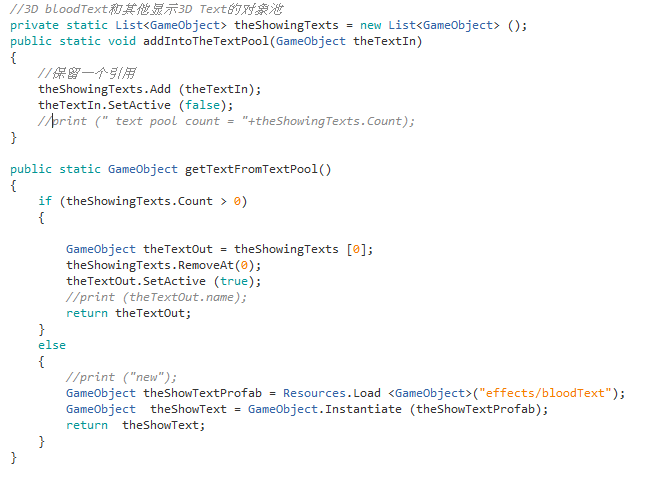 //3D bloodText和其他显示3D Text的对象池
private static List<GameObject> theShowingTexts = new List<GameObject> ();
public static void addIntoTheTextPool(GameObject theTextIn)
{
    //保留一个引用
    theShowingTexts.Add (theTextIn);
    theTextIn.SetActive (false);
    //print (" text pool count = "+theShowingTexts.Count);
}
public static GameObject getTextFromTextPool()
{
    if (theShowingTexts.Count > 0)
    {
        GameObject theTextOut = theShowingTexts [0];
        theShowingTexts.RemoveAt(0);
        theTextOut.SetActive (true);
        //print (theTextOut.name);
        return theTextOut;
    }
    else
    {
        //print ("new");
        GameObject theShowTextProfab = Resources.Load <GameObject>("effects/bloodText");
        GameObject  theShowText = GameObject.Instantiate (theShowTextProfab);
        return  theShowText;
    }
}